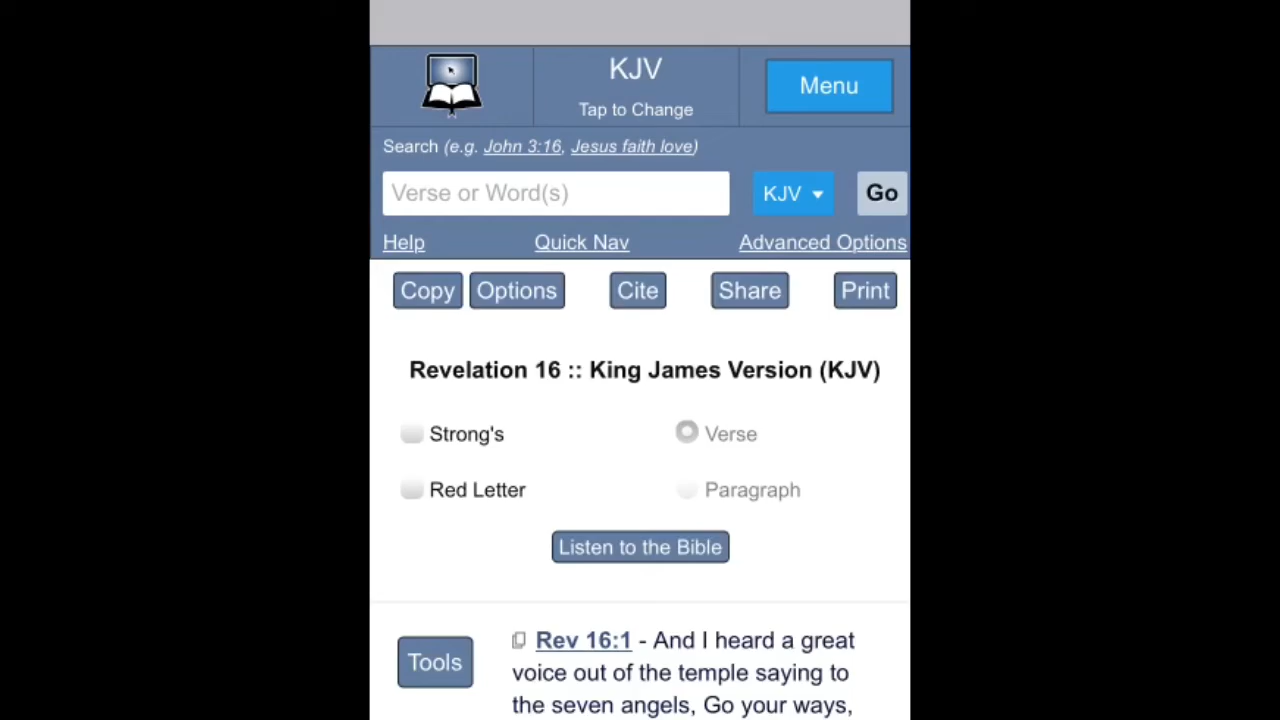 KJV
Tap to Change
Menu
Search (e.g. John 3:16, Jesus faith love)
Verse or Word(s)
KJV
Go
Help Quick Nav Advanced Options
Copy Options Cite Share Print
Revelation 16 :: King James Version (KJV)
Strong's Verse
Red Letter Paragraph
Listen to the Bible
Tools
Rev 16:1 - And I heard a great
voice out of the temple saying to
the seven angels, Go your ways,